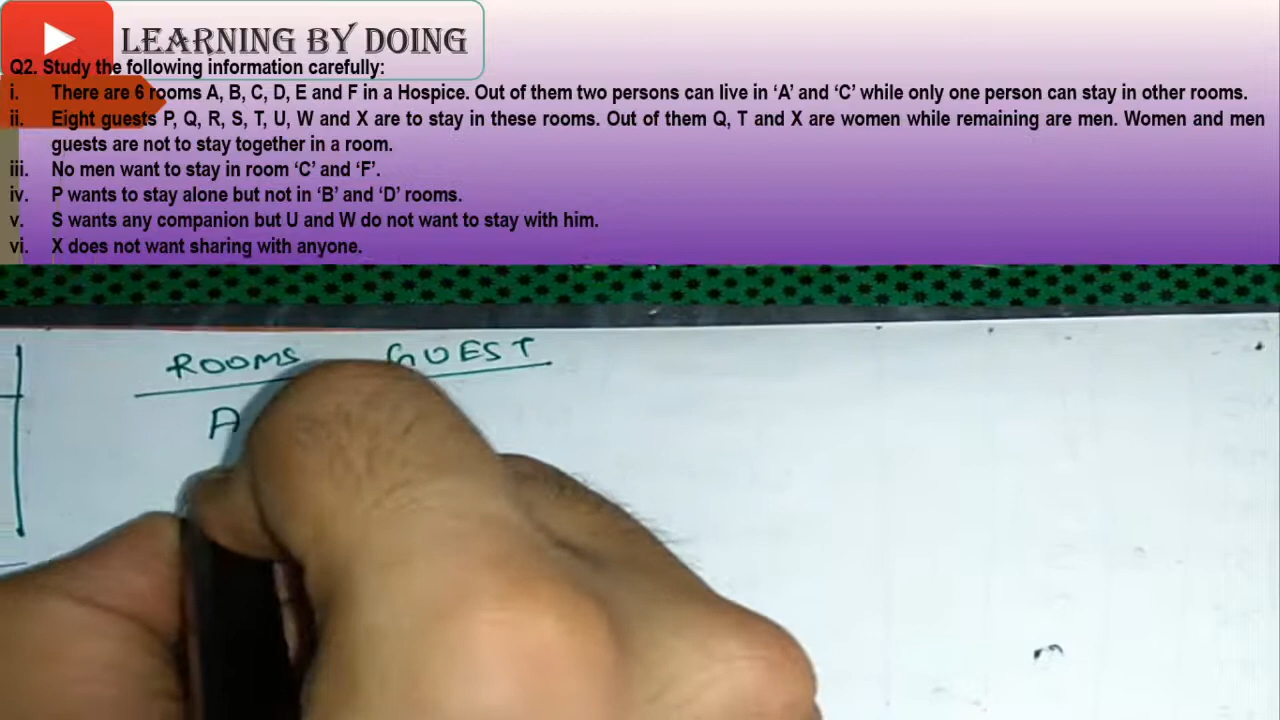 LEARNING BY DOING
Q2. Study the following information carefully:
i. There are 6 rooms A, B, C, D, E and F in a Hospice. Out of them two persons can live in ‘A’ and ‘C’ while only one person can stay in other rooms.
ii. Eight guests P, Q, R, S, T, U, W and X are to stay in these rooms. Out of them Q, T and X are women while remaining are men. Women and men
guests are not to stay together in a room.
iii. No men want to stay in room ‘C’ and ‘F’.
iv. P wants to stay alone but not in ‘B’ and ‘D’ rooms.
v. S wants any companion but U and W do not want to stay with him.
vi. X does not want sharing with anyone.
ROOMS GUEST
A